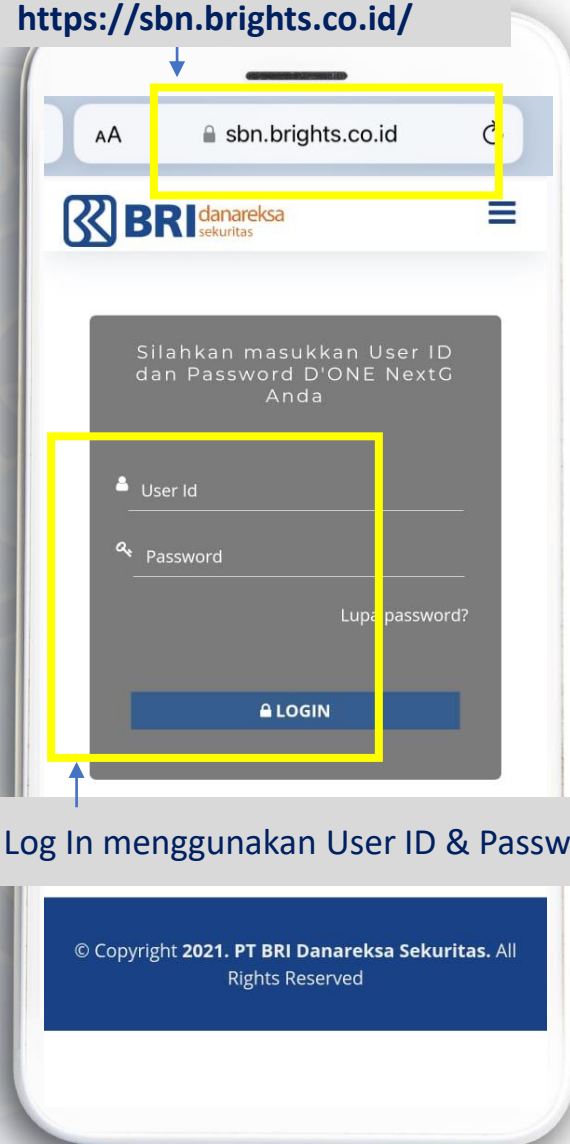 https://sbn.brights.co.id/
AA sbn.brights.co.id
BRI danareksa
sekuritas
Silahkan masukkan User ID
dan Password D'ONE NextG
Anda
User Id
Password
Lupa password?
LOGIN
Log In menggunakan User ID &
© Copyright 2021. PT BRI Danareksa Sekuritas. All
Rights Reserved